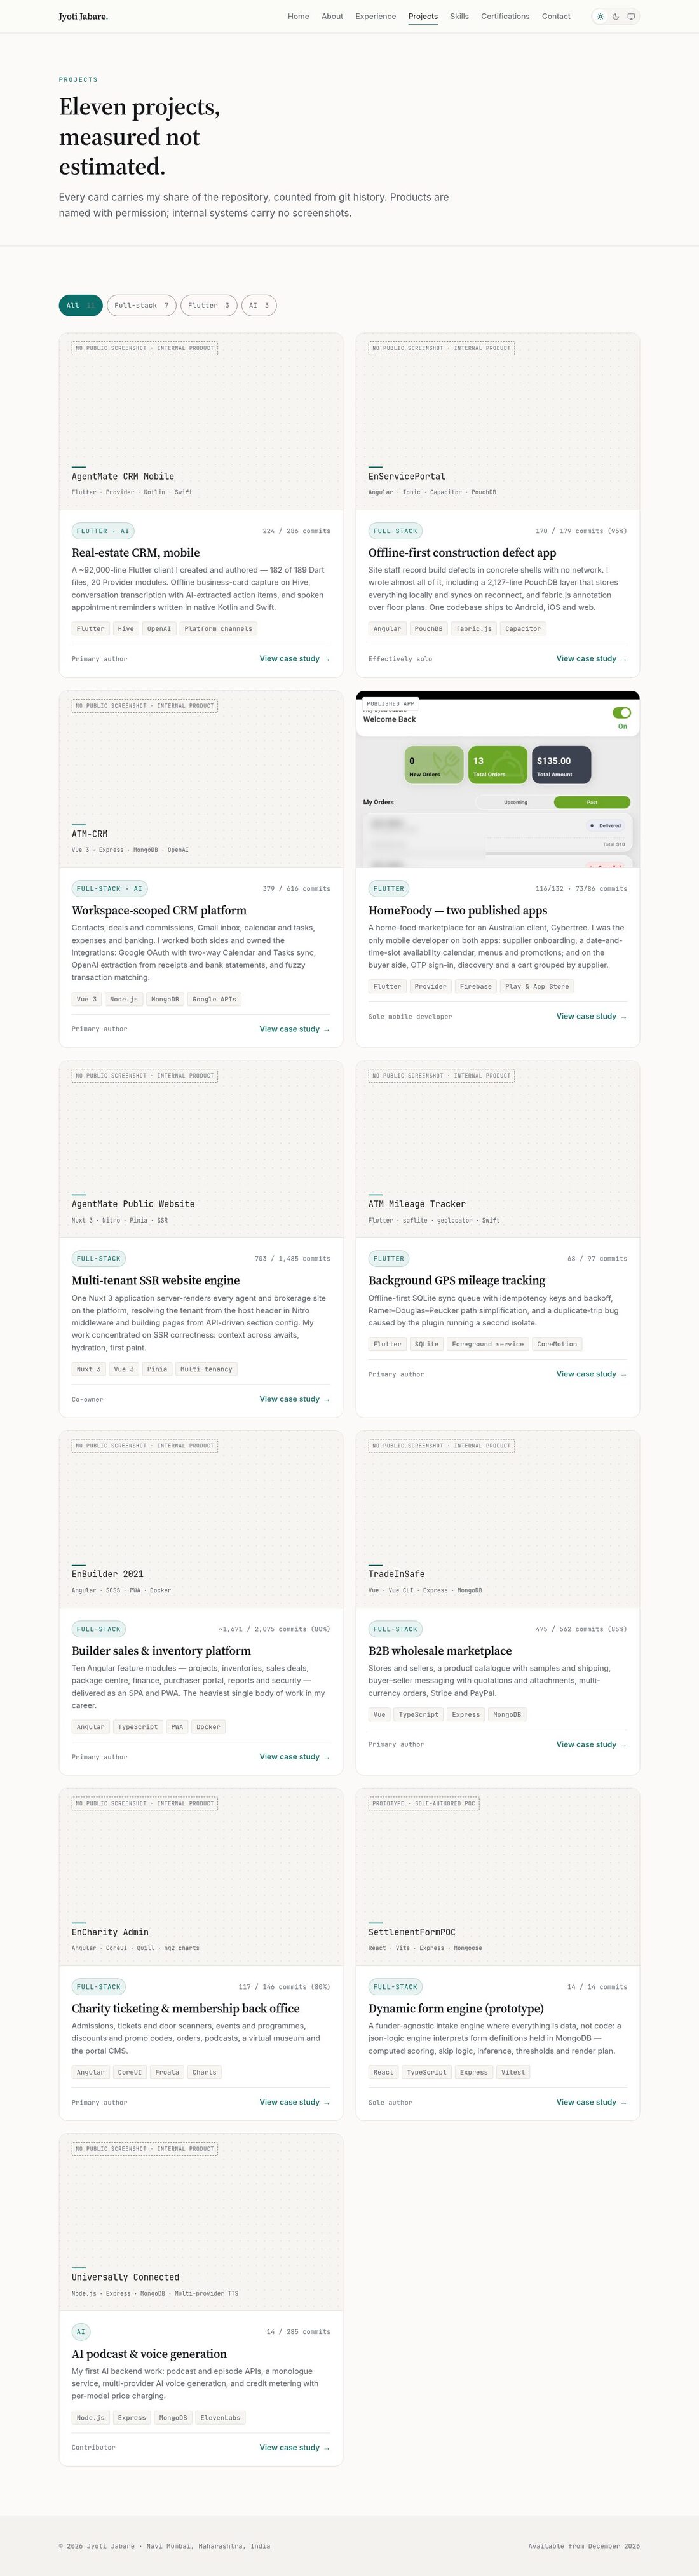 Jyoti Jabare.
Home About Experience Projects Skills Certifications Contact
PROJECTS
Eleven projects,
measured not
estimated.
Every card carries my share of the repository, counted from git history. Products are
named with permission; internal systems carry no screenshots.
All 11 Full-stack 7 Flutter 3 AI 3
NO PUBLIC SCREENSHOT · INTERNAL PRODUCT
AgentMate CRM Mobile
Flutter · Provider · Kotlin · Swift
FLUTTER · AI 224 / 286 commits
Real-estate CRM, mobile
A ~92,000-line Flutter client I created and authored — 182 of 189 Dart
files, 20 Provider modules. Offline business-card capture on Hive,
conversation transcription with AI-extracted action items, and spoken
appointment reminders written in native Kotlin and Swift.
Flutter Hive OpenAI Platform channels
Primary author View case study →
NO PUBLIC SCREENSHOT · INTERNAL PRODUCT
EnServicePortal
Angular · Ionic · Capacitor · PouchDB
FULL-STACK 170 / 179 commits (95%)
Offline-first construction defect app
Site staff record build defects in concrete shells with no network. I
wrote almost all of it, including a 2,127-line PouchDB layer that stores
everything locally and syncs on reconnect, and fabric.js annotation
over floor plans. One codebase ships to Android, iOS and web.
Angular PouchDB fabric.js Capacitor
Effectively solo View case study →
NO PUBLIC SCREENSHOT · INTERNAL PRODUCT
ATM-CRM
Vue 3 · Express · MongoDB · OpenAI
FULL-STACK · AI 379 / 616 commits
Workspace-scoped CRM platform
Contacts, deals and commissions, Gmail inbox, calendar and tasks,
expenses and banking. I worked both sides and owned the
integrations: Google OAuth with two-way Calendar and Tasks sync,
OpenAI extraction from receipts and bank statements, and fuzzy
transaction matching.
Vue 3 Node.js MongoDB Google APIs
Primary author View case study →
PUBLISHED APP
Welcome Back
On
0 New Orders
13 Total Orders
$135.00 Total Amount
My Orders Upcoming Past
Delivered
Total $10
FLUTTER 116/132 · 73/86 commits
HomeFoody — two published apps
A home-food marketplace for an Australian client, Cybertree. I was the
only mobile developer on both apps: supplier onboarding, a date-and-
time-slot availability calendar, menus and promotions; and on the
buyer side, OTP sign-in, discovery and a cart grouped by supplier.
Flutter Provider Firebase Play & App Store
Sole mobile developer View case study →
NO PUBLIC SCREENSHOT · INTERNAL PRODUCT
AgentMate Public Website
Nuxt 3 · Nitro · Pinia · SSR
FULL-STACK 703 / 1,485 commits
Multi-tenant SSR website engine
One Nuxt 3 application server-renders every agent and brokerage site
on the platform, resolving the tenant from the host header in Nitro
middleware and building pages from API-driven section config. My
work concentrated on SSR correctness: context across awaits,
hydration, first paint.
Nuxt 3 Vue 3 Pinia Multi-tenancy
Co-owner View case study →
NO PUBLIC SCREENSHOT · INTERNAL PRODUCT
ATM Mileage Tracker
Flutter · sqflite · geolocator · Swift
FLUTTER 68 / 97 commits
Background GPS mileage tracking
Offline-first SQLite sync queue with idempotency keys and backoff,
Ramer–Douglas–Peucker path simplification, and a duplicate-trip bug
caused by the plugin running a second isolate.
Flutter SQLite Foreground service CoreMotion
Primary author View case study →
NO PUBLIC SCREENSHOT · INTERNAL PRODUCT
EnBuilder 2021
Angular · SCSS · PWA · Docker
FULL-STACK ~1,671 / 2,075 commits (80%)
Builder sales & inventory platform
Ten Angular feature modules — projects, inventories, sales deals,
package centre, finance, purchaser portal, reports and security —
delivered as an SPA and PWA. The heaviest single body of work in my
career.
Angular TypeScript PWA Docker
Primary author View case study →
NO PUBLIC SCREENSHOT · INTERNAL PRODUCT
TradeInSafe
Vue · Vue CLI · Express · MongoDB
FULL-STACK 475 / 562 commits (85%)
B2B wholesale marketplace
Stores and sellers, a product catalogue with samples and shipping,
buyer–seller messaging with quotations and attachments, multi-
currency orders, Stripe and PayPal.
Vue TypeScript Express MongoDB
Primary author View case study →
NO PUBLIC SCREENSHOT · INTERNAL PRODUCT
EnCharity Admin
Angular · CoreUI · Quill · ng2-charts
FULL-STACK 117 / 146 commits (80%)
Charity ticketing & membership back office
Admissions, tickets and door scanners, events and programmes,
discounts and promo codes, orders, podcasts, a virtual museum and
the portal CMS.
Angular CoreUI Froala Charts
Primary author View case study →
PROTOTYPE · SOLE-AUTHORED POC
SettlementFormPOC
React · Vite · Express · Mongoose
FULL-STACK 14 / 14 commits
Dynamic form engine (prototype)
A funder-agnostic intake engine where everything is data, not code: a
json-logic engine interprets form definitions held in MongoDB —
computed scoring, skip logic, inference, thresholds and render plan.
React TypeScript Express Vitest
Sole author View case study →
NO PUBLIC SCREENSHOT · INTERNAL PRODUCT
Universally Connected
Node.js · Express · MongoDB · Multi-provider TTS
AI 14 / 285 commits
AI podcast & voice generation
My first AI backend work: podcast and episode APIs, a monologue
service, multi-provider AI voice generation, and credit metering with
per-model price charging.
Node.js Express MongoDB ElevenLabs
Contributor View case study →
© 2026 Jyoti Jabare · Navi Mumbai, Maharashtra, India Available from December 2026